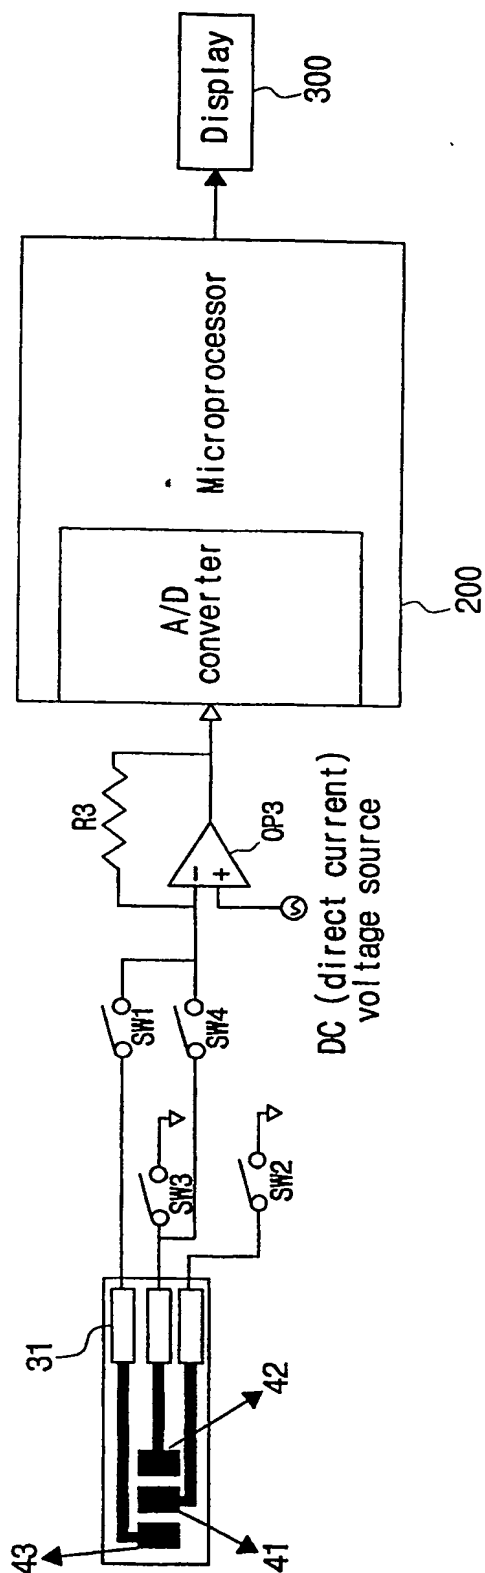 43
41
42
31
SW1
SW3
SW4
SW2
R3
-
+
OP3
DC (direct current)
voltage source
A/D
converter
Microprocessor
200
Display
300